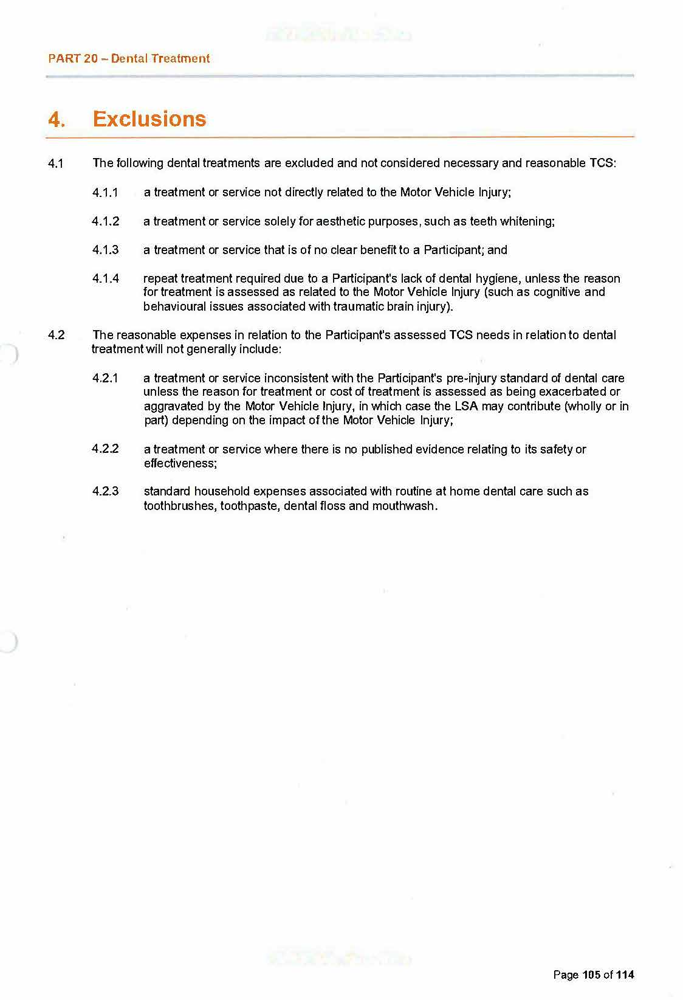 PART 20 – Dental Treatment
4. Exclusions
4.1 The following dental treatments are excluded and not considered necessary and reasonable TCS:
4.1.1 a treatment or service not directly related to the Motor Vehicle Injury;
4.1.2 a treatment or service solely for aesthetic purposes, such as teeth whitening;
4.1.3 a treatment or service that is of no clear benefit to a Participant; and
4.1.4 repeat treatment required due to a Participant's lack of dental hygiene, unless the reason
for treatment is assessed as related to the Motor Vehicle Injury (such as cognitive and
behavioural issues associated with traumatic brain injury).
4.2 The reasonable expenses in relation to the Participant's assessed TCS needs in relation to dental
treatment will not generally include:
4.2.1 a treatment or service inconsistent with the Participant's pre-injury standard of dental care
unless the reason for treatment or cost of treatment is assessed as being exacerbated or
aggravated by the Motor Vehicle Injury, in which case the LSA may contribute (wholly or in
part) depending on the impact of the Motor Vehicle Injury;
4.2.2 a treatment or service where there is no published evidence relating to its safety or
effectiveness;
4.2.3 standard household expenses associated with routine at home dental care such as
toothbrushes, toothpaste, dental floss and mouthwash.
Page 105 of 114